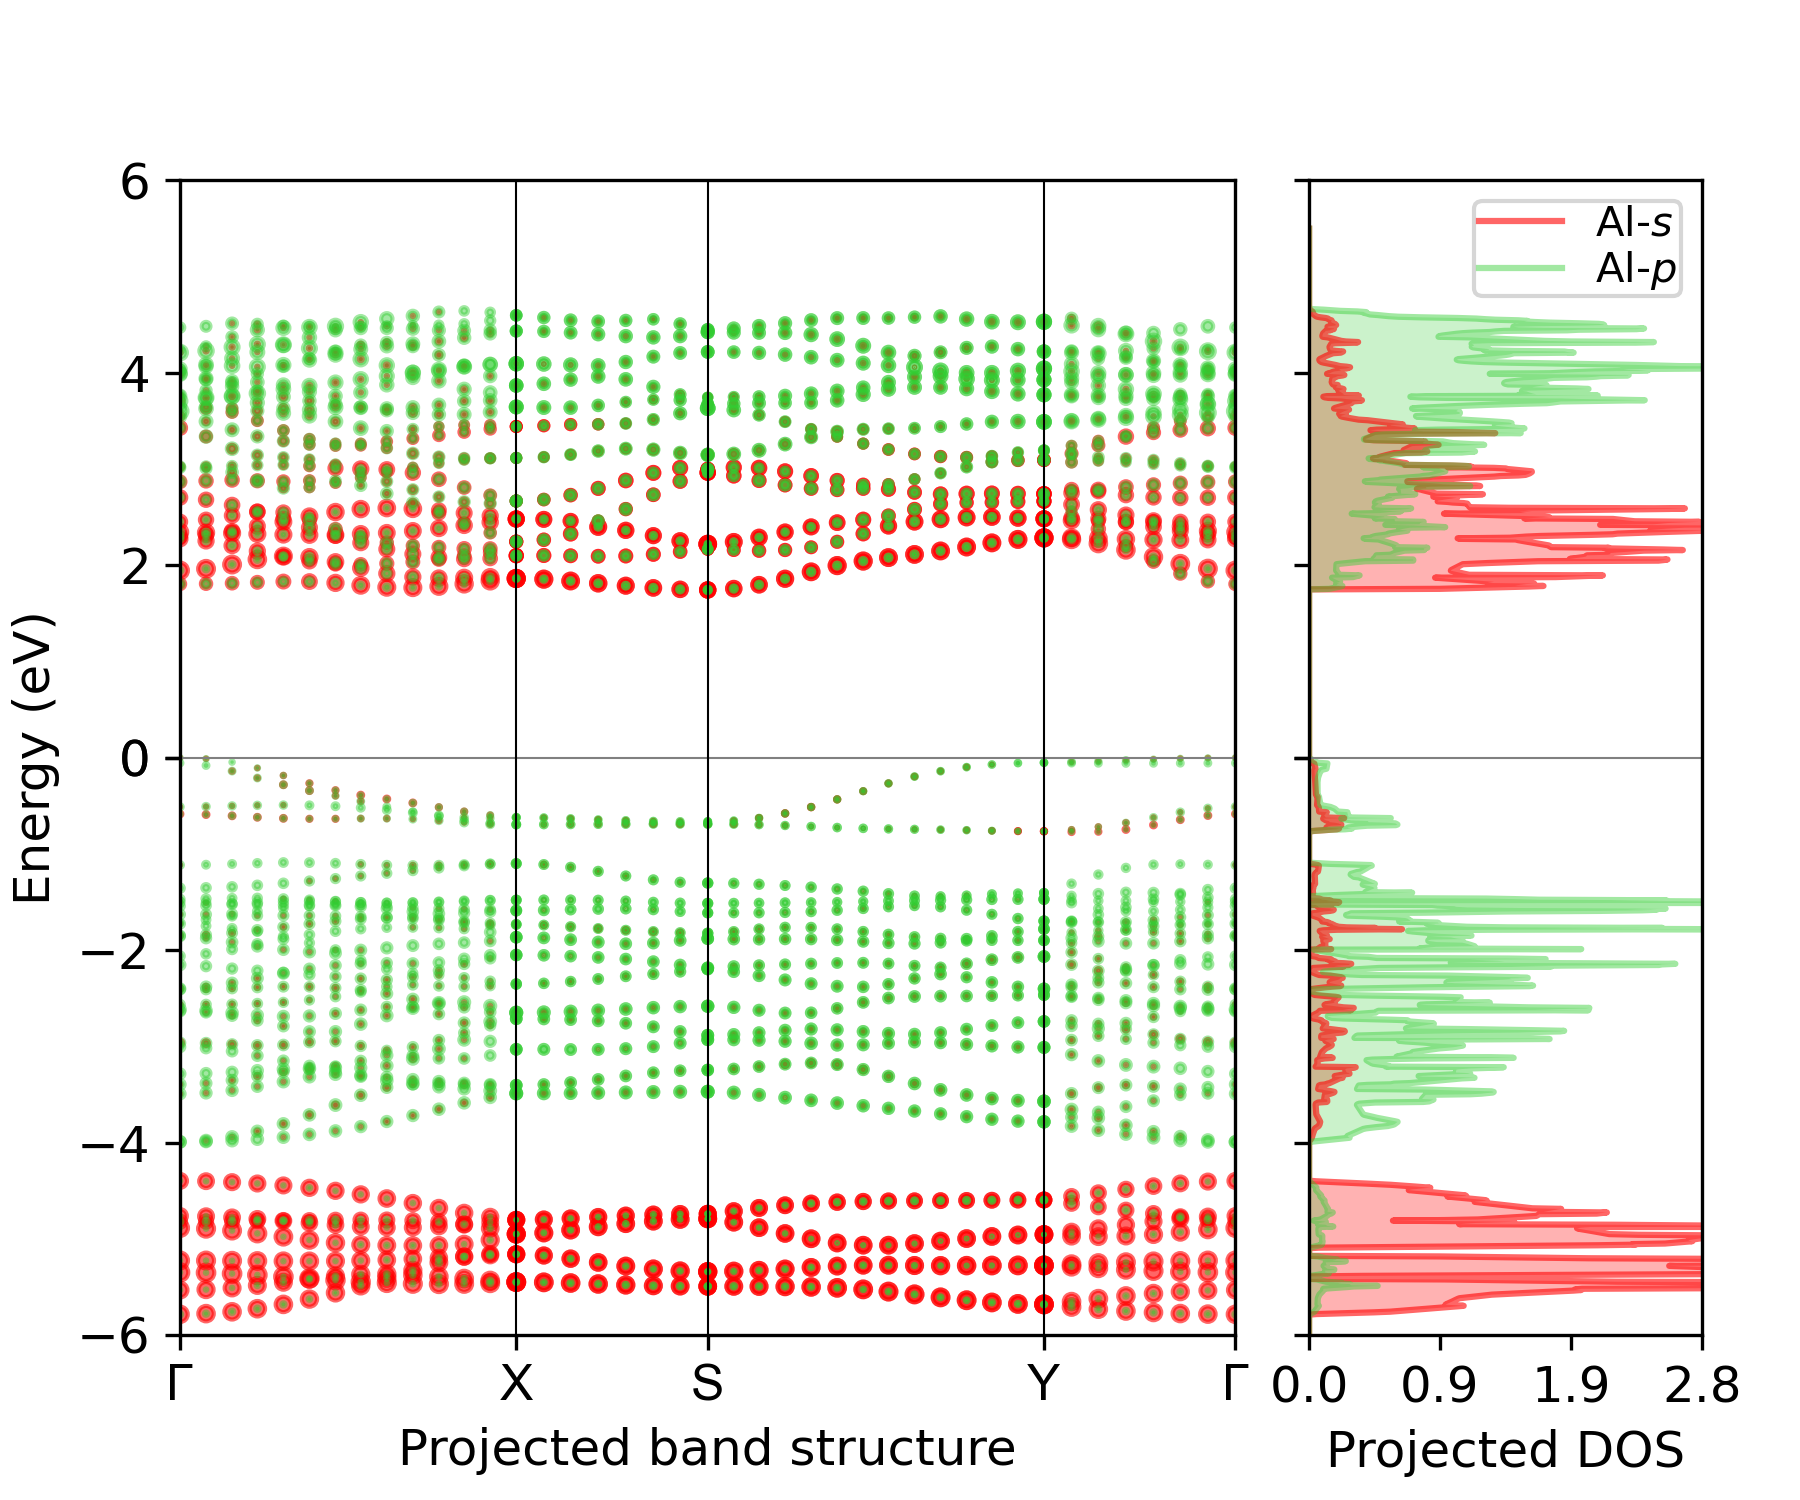 6
4
2
0
−2
−4
−6
Energy (eV)
Γ X S Y Γ
Projected band structure
Al-s
Al-p
0.0 0.9 1.9 2.8
Projected DOS